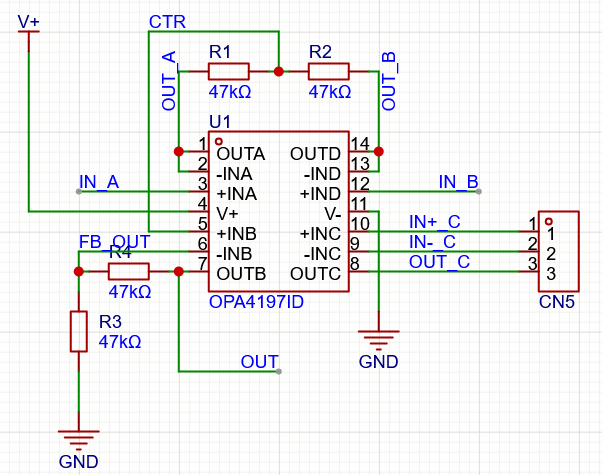 V+
CTR
OUT_A
R1
47kΩ
R2
47kΩ
OUT_B
U1
1 OUTA OUTD 14
2 -INA -IND 13
IN_A 3 +INA +IND 12 IN_B
4 V+ V- 11
5 +INB +INC 10 IN+_C 1 1
FB_OUT 6 -INB -INC 9 IN-_C 2 2
7 OUTB OUTC 8 OUT_C 3 3
R4
47kΩ
OPA4197ID
CN5
R3
47kΩ
OUT
GND
GND